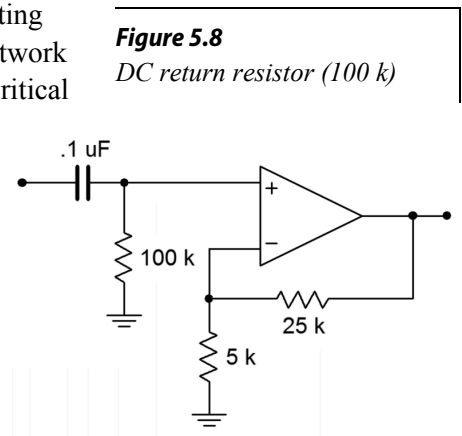 ting
twork
ritical
Figure 5.8
DC return resistor (100 k)
.1 uF
+
100 k
−
25 k
5 k